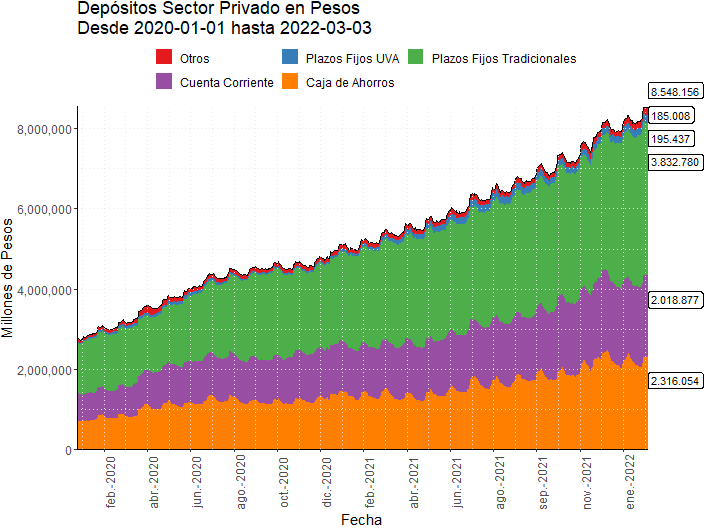 Depósitos Sector Privado en Pesos
Desde 2020-01-01 hasta 2022-03-03
Otros
Plazos Fijos UVA
Plazos Fijos Tradicionales
Cuenta Corriente
Caja de Ahorros
8.548.156
185.008
195.437
3.832.780
2.018.877
2.316.054
8,000,000
6,000,000
4,000,000
2,000,000
0
Millones de Pesos
feb.-2020
abr.-2020
jun.-2020
ago.-2020
oct.-2020
dic.-2020
feb.-2021
abr.-2021
jun.-2021
ago.-2021
sep.-2021
nov.-2021
ene.-2022
Fecha